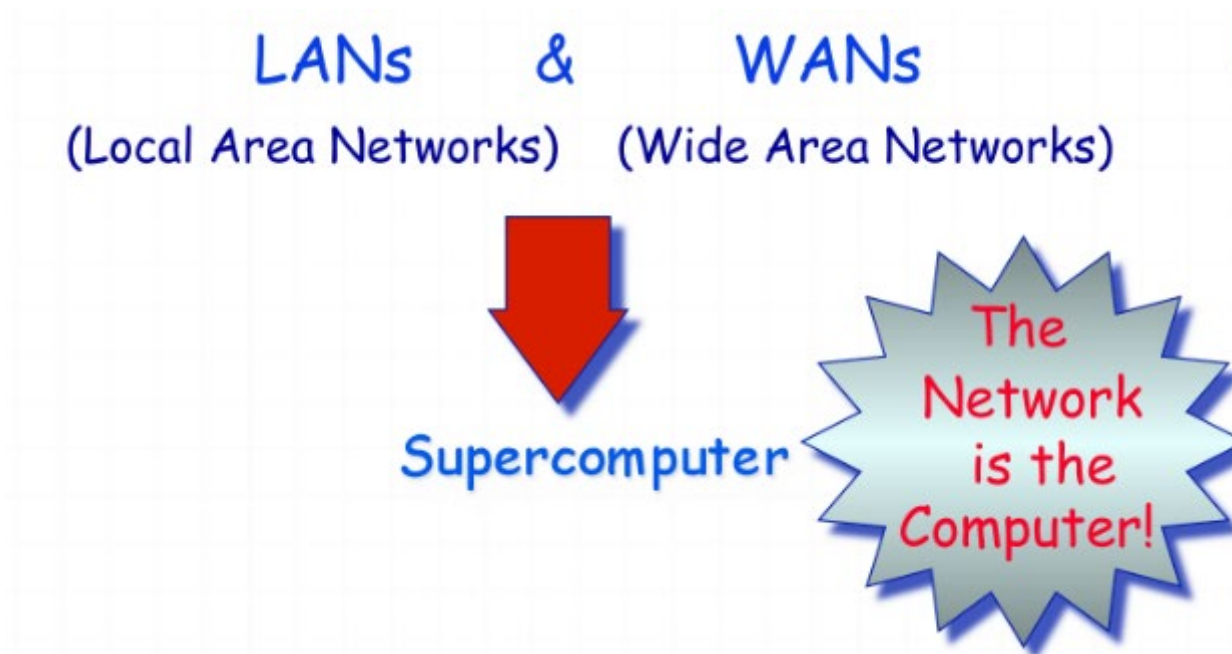 LANs & WANs
(Local Area Networks) (Wide Area Networks)
Supercomputer
The
Network
is the
Computer!